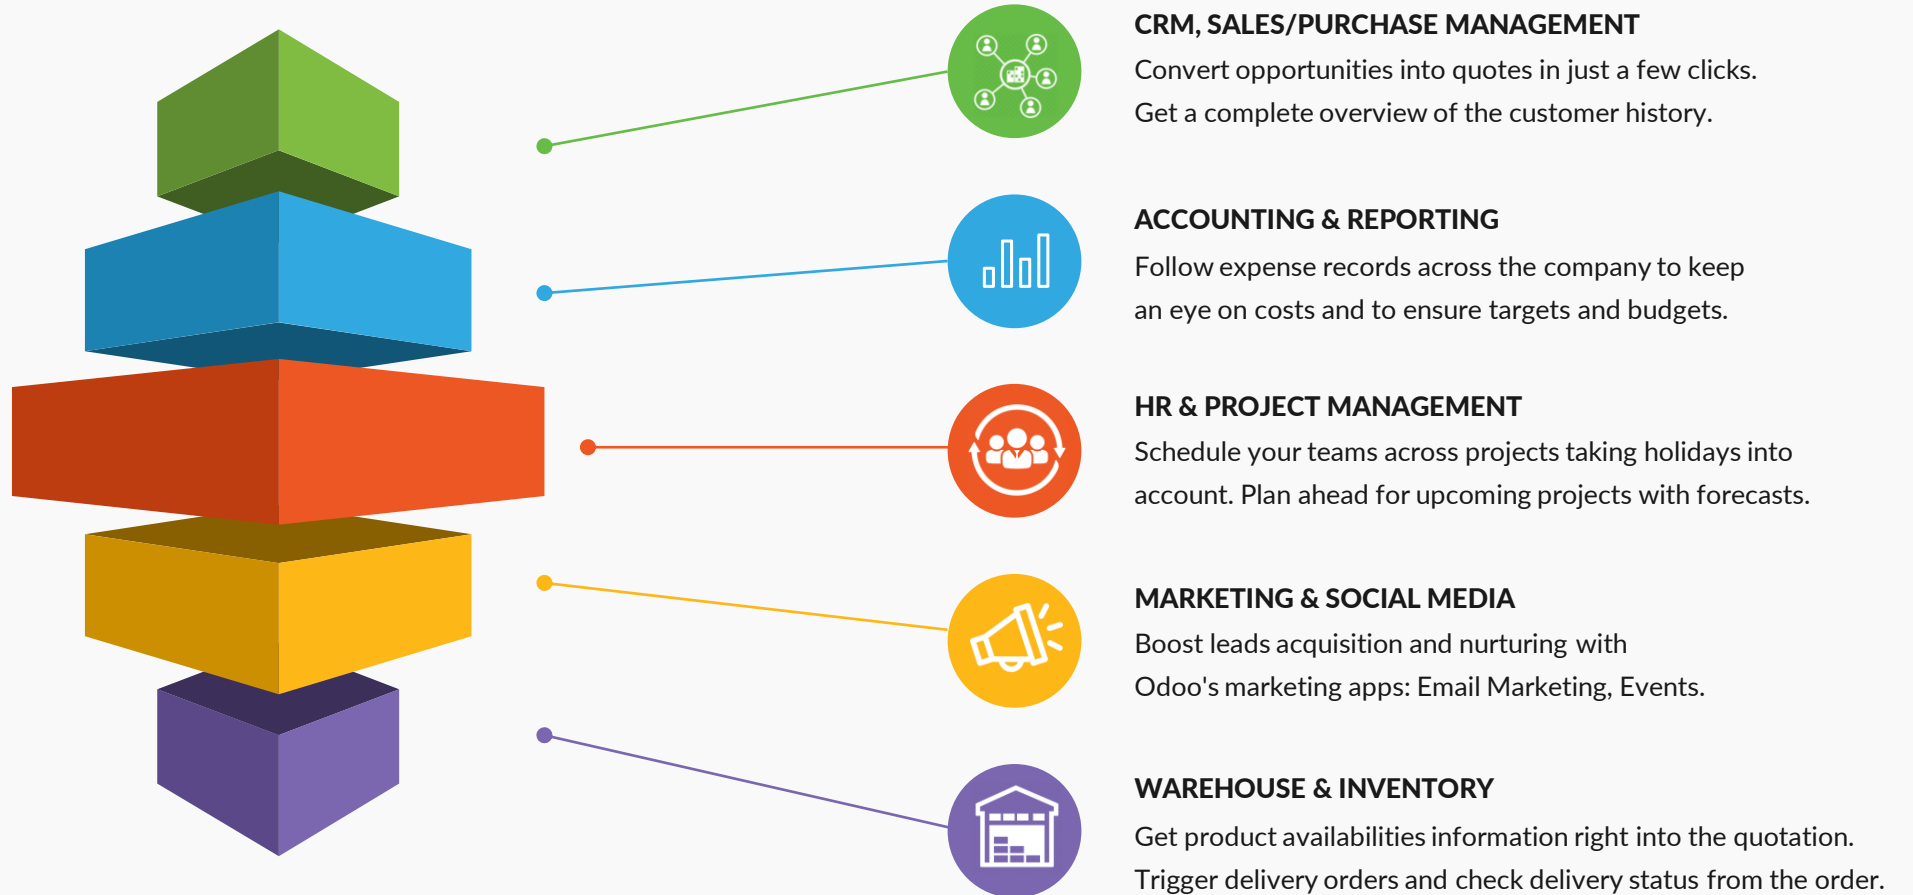 CRM, SALES/PURCHASE MANAGEMENT
Convert opportunities into quotes in just a few clicks.
Get a complete overview of the customer history.
ACCOUNTING & REPORTING
Follow expense records across the company to keep
an eye on costs and to ensure targets and budgets.
HR & PROJECT MANAGEMENT
Schedule your teams across projects taking holidays into
account. Plan ahead for upcoming projects with forecasts.
MARKETING & SOCIAL MEDIA
Boost leads acquisition and nurturing with
Odoo's marketing apps: Email Marketing, Events.
WAREHOUSE & INVENTORY
Get product availabilities information right into the quotation.
Trigger delivery orders and check delivery status from the order.